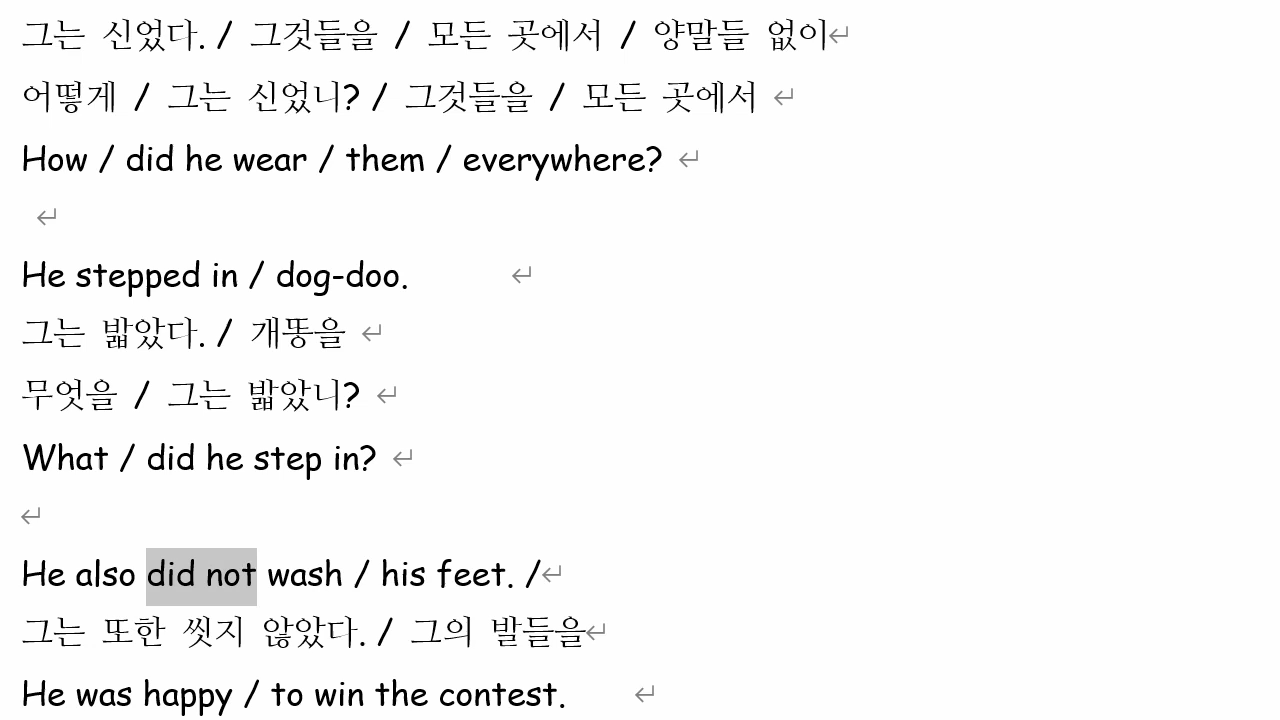 그는 신었다. / 그것들을 / 모든 곳에서 / 양말들 없이
어떻게 / 그는 신었니? / 그것들을 / 모든 곳에서
How / did he wear / them / everywhere?
He stepped in / dog-doo.
그는 밟았다. / 개똥을
무엇을 / 그는 밟았니?
What / did he step in?
He also did not wash / his feet. /
그는 또한 씻지 않았다. / 그의 발들을
He was happy / to win the contest.